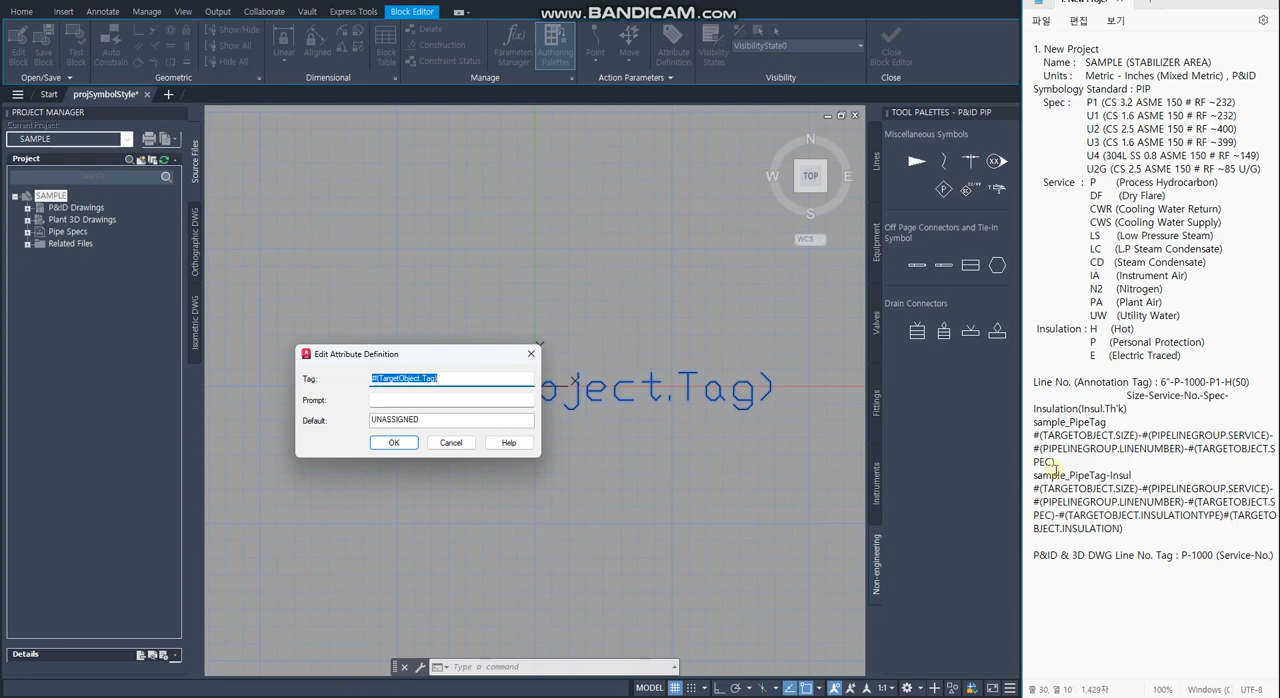 www.BANDICAM.com
Home Insert Annotate Manage View Output Collaborate Vault Express Tools Block Editor
Edit Block
Save Block
Test Block
Auto Constrain
Show/Hide
Show All
Hide All
Linear
Aligned
Block Table
Delete
Construction
Constraint Status
Parameters Manager
Authoring Palettes
Point
Move
Attribute Definition
Visibility States
VisibilityState0
Close Block Editor
Open/Save Geometric Dimensional Manage Action Parameters Visibility Close
Start projSymbolStyle*
PROJECT MANAGER
Current Project:
SAMPLE
Project
Search
SAMPLE
P&ID Drawings
Plant 3D Drawings
Pipe Specs
Related Files
Details
Source Files
Orthographic DWG
Isometric DWG
N
W TOP E
S
WCS
oject.Tag)
Edit Attribute Definition
Tag: #(TargetObject.Tag)
Prompt:
Default: UNASSIGNED
OK Cancel Help
Type a command
MODEL
1:1
TOOL PALETTES - P&ID PIP
Lines
Equipment
Valves
Fittings
Instruments
Non-engineering
Miscellaneous Symbols
Off Page Connectors and Tie-In Symbol
Drain Connectors
파일 편집 보기
1. New Project
Name : SAMPLE (STABILIZER AREA)
Units : Metric - Inches (Mixed Metric) , P&ID
Symbology Standard : PIP
Spec : P1 (CS 3.2 ASME 150 # RF ~232)
U1 (CS 1.6 ASME 150 # RF ~232)
U2 (CS 2.5 ASME 150 # RF ~400)
U3 (CS 1.6 ASME 150 # RF ~399)
U4 (304L SS 0.8 ASME 150 # RF ~149)
U2G (CS 2.5 ASME 150 # RF ~85 U/G)
Service : P (Process Hydrocarbon)
DF (Dry Flare)
CWR (Cooling Water Return)
CWS (Cooling Water Supply)
LS (Low Pressure Steam)
LC (L.P Steam Condensate)
CD (Steam Condensate)
IA (Instrument Air)
N2 (Nitrogen)
PA (Plant Air)
UW (Utility Water)
Insulation : H (Hot)
P (Personal Protection)
E (Electric Traced)
Line No. (Annotation Tag) : 6"-P-1000-P1-H(50)
Size-Service-No.-Spec-
Insulation(Insul.Th'k)
sample_PipeTag
#(TARGETOBJECT.SIZE)-#(PIPELINEGROUP.SERVICE)-
#(PIPELINEGROUP.LINENUMBER)-#(TARGETOBJECT.S
PEC)
sample_PipeTag-Insul
#(TARGETOBJECT.SIZE)-#(PIPELINEGROUP.SERVICE)-
#(PIPELINEGROUP.LINENUMBER)-#(TARGETOBJECT.S
PEC)-#(TARGETOBJECT.INSULATIONTYPE)#(TARGETO
BJECT.INSULATION)
P&ID & 3D DWG Line No. Tag : P-1000 (Service-No.)
줄 30, 열 10 1,429자 100% Windows (C UTF-8